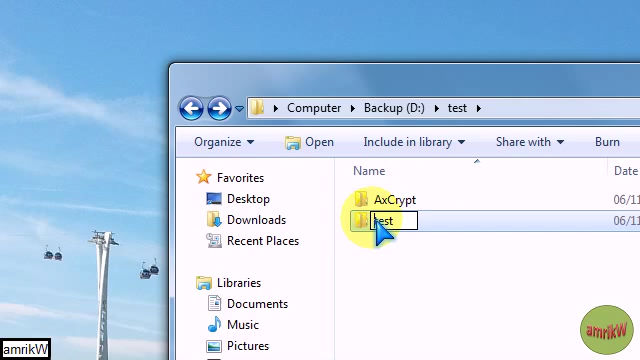 Computer Backup (D:) test
Organize Open Include in library Share with Burn
Favorites
Desktop
Downloads
Recent Places
Libraries
Documents
Music
Pictures
Name Date
AxCrypt 06/11
test 06/11
amrikW
amrikW